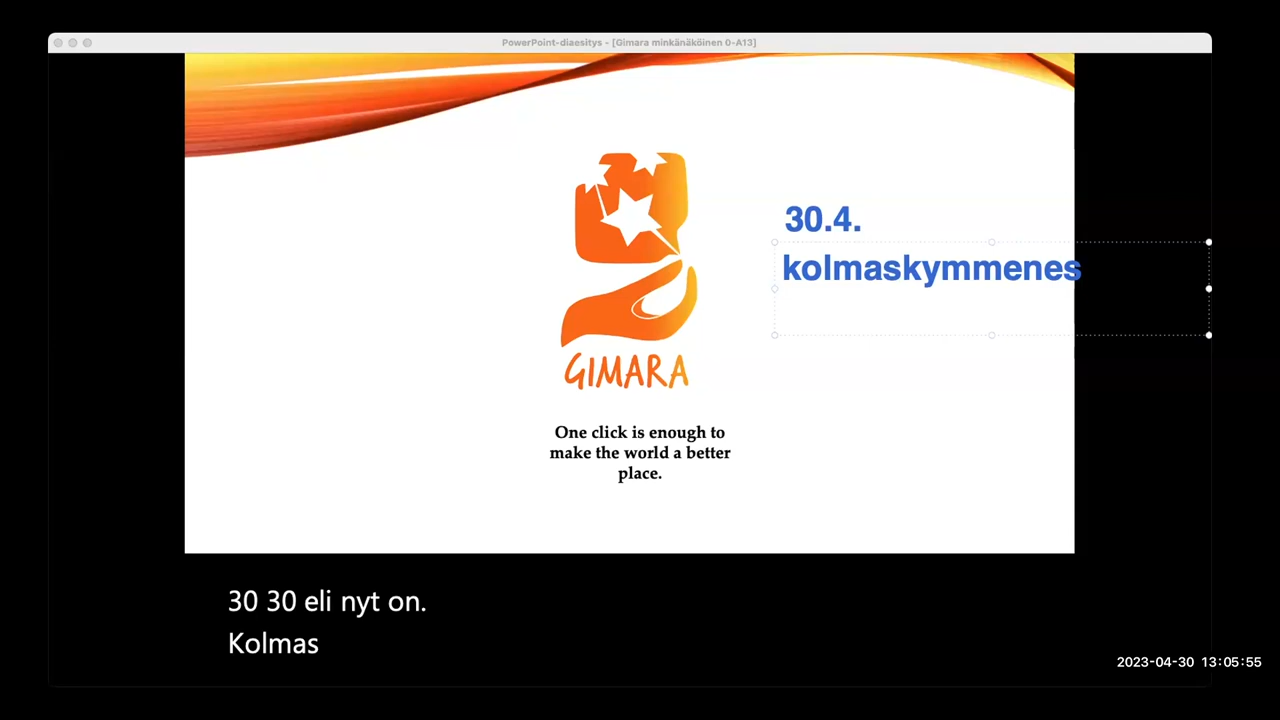 PowerPoint-diaesitys - [Gimara minkänäköinen 0-A13]
30.4.
kolmaskymmenes
GIMARA
One click is enough to
make the world a better
place.
30 30 eli nyt on.
Kolmas
2023-04-30 13:05:55